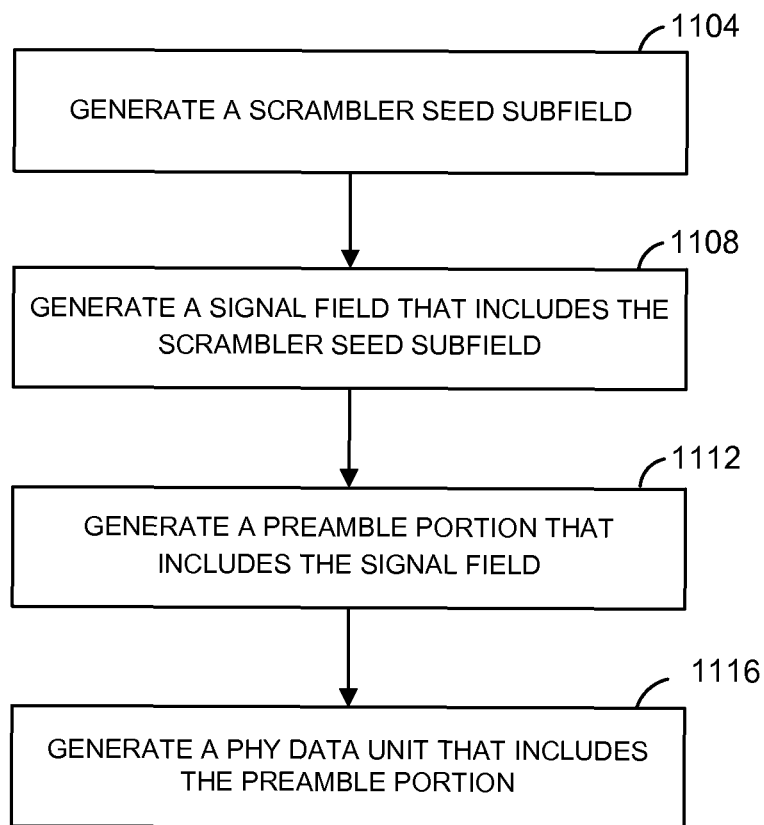 1104
GENERATE A SCRAMBLER SEED SUBFIELD
1108
GENERATE A SIGNAL FIELD THAT INCLUDES THE
SCRAMBLER SEED SUBFIELD
1112
GENERATE A PREAMBLE PORTION THAT
INCLUDES THE SIGNAL FIELD
1116
GENERATE A PHY DATA UNIT THAT INCLUDES
THE PREAMBLE PORTION